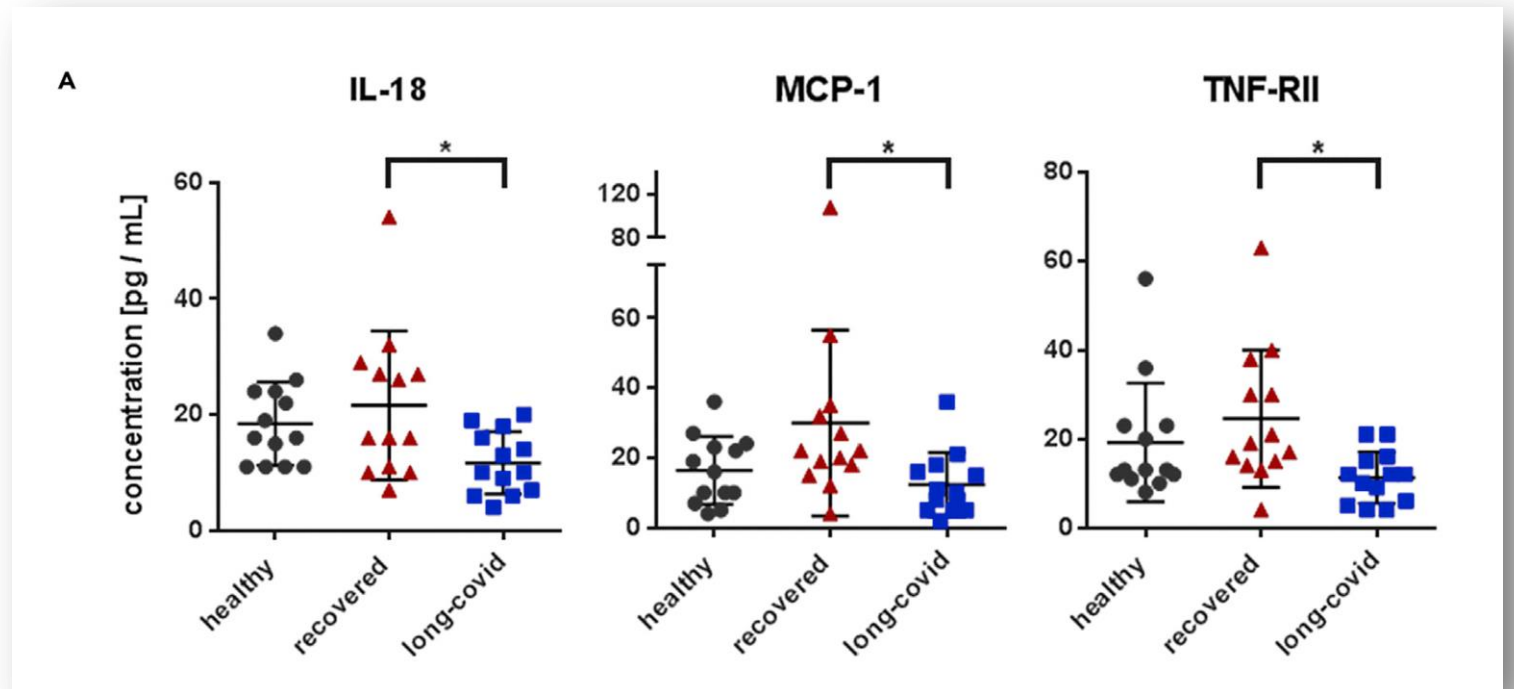 A
IL-18
MCP-1
TNF-RII
*
*
*
concentration [pg / mL]
60
40
20
0
healthy
recovered
long-covid
120
80
60
40
20
0
healthy
recovered
long-covid
80
60
40
20
0
healthy
recovered
long-covid